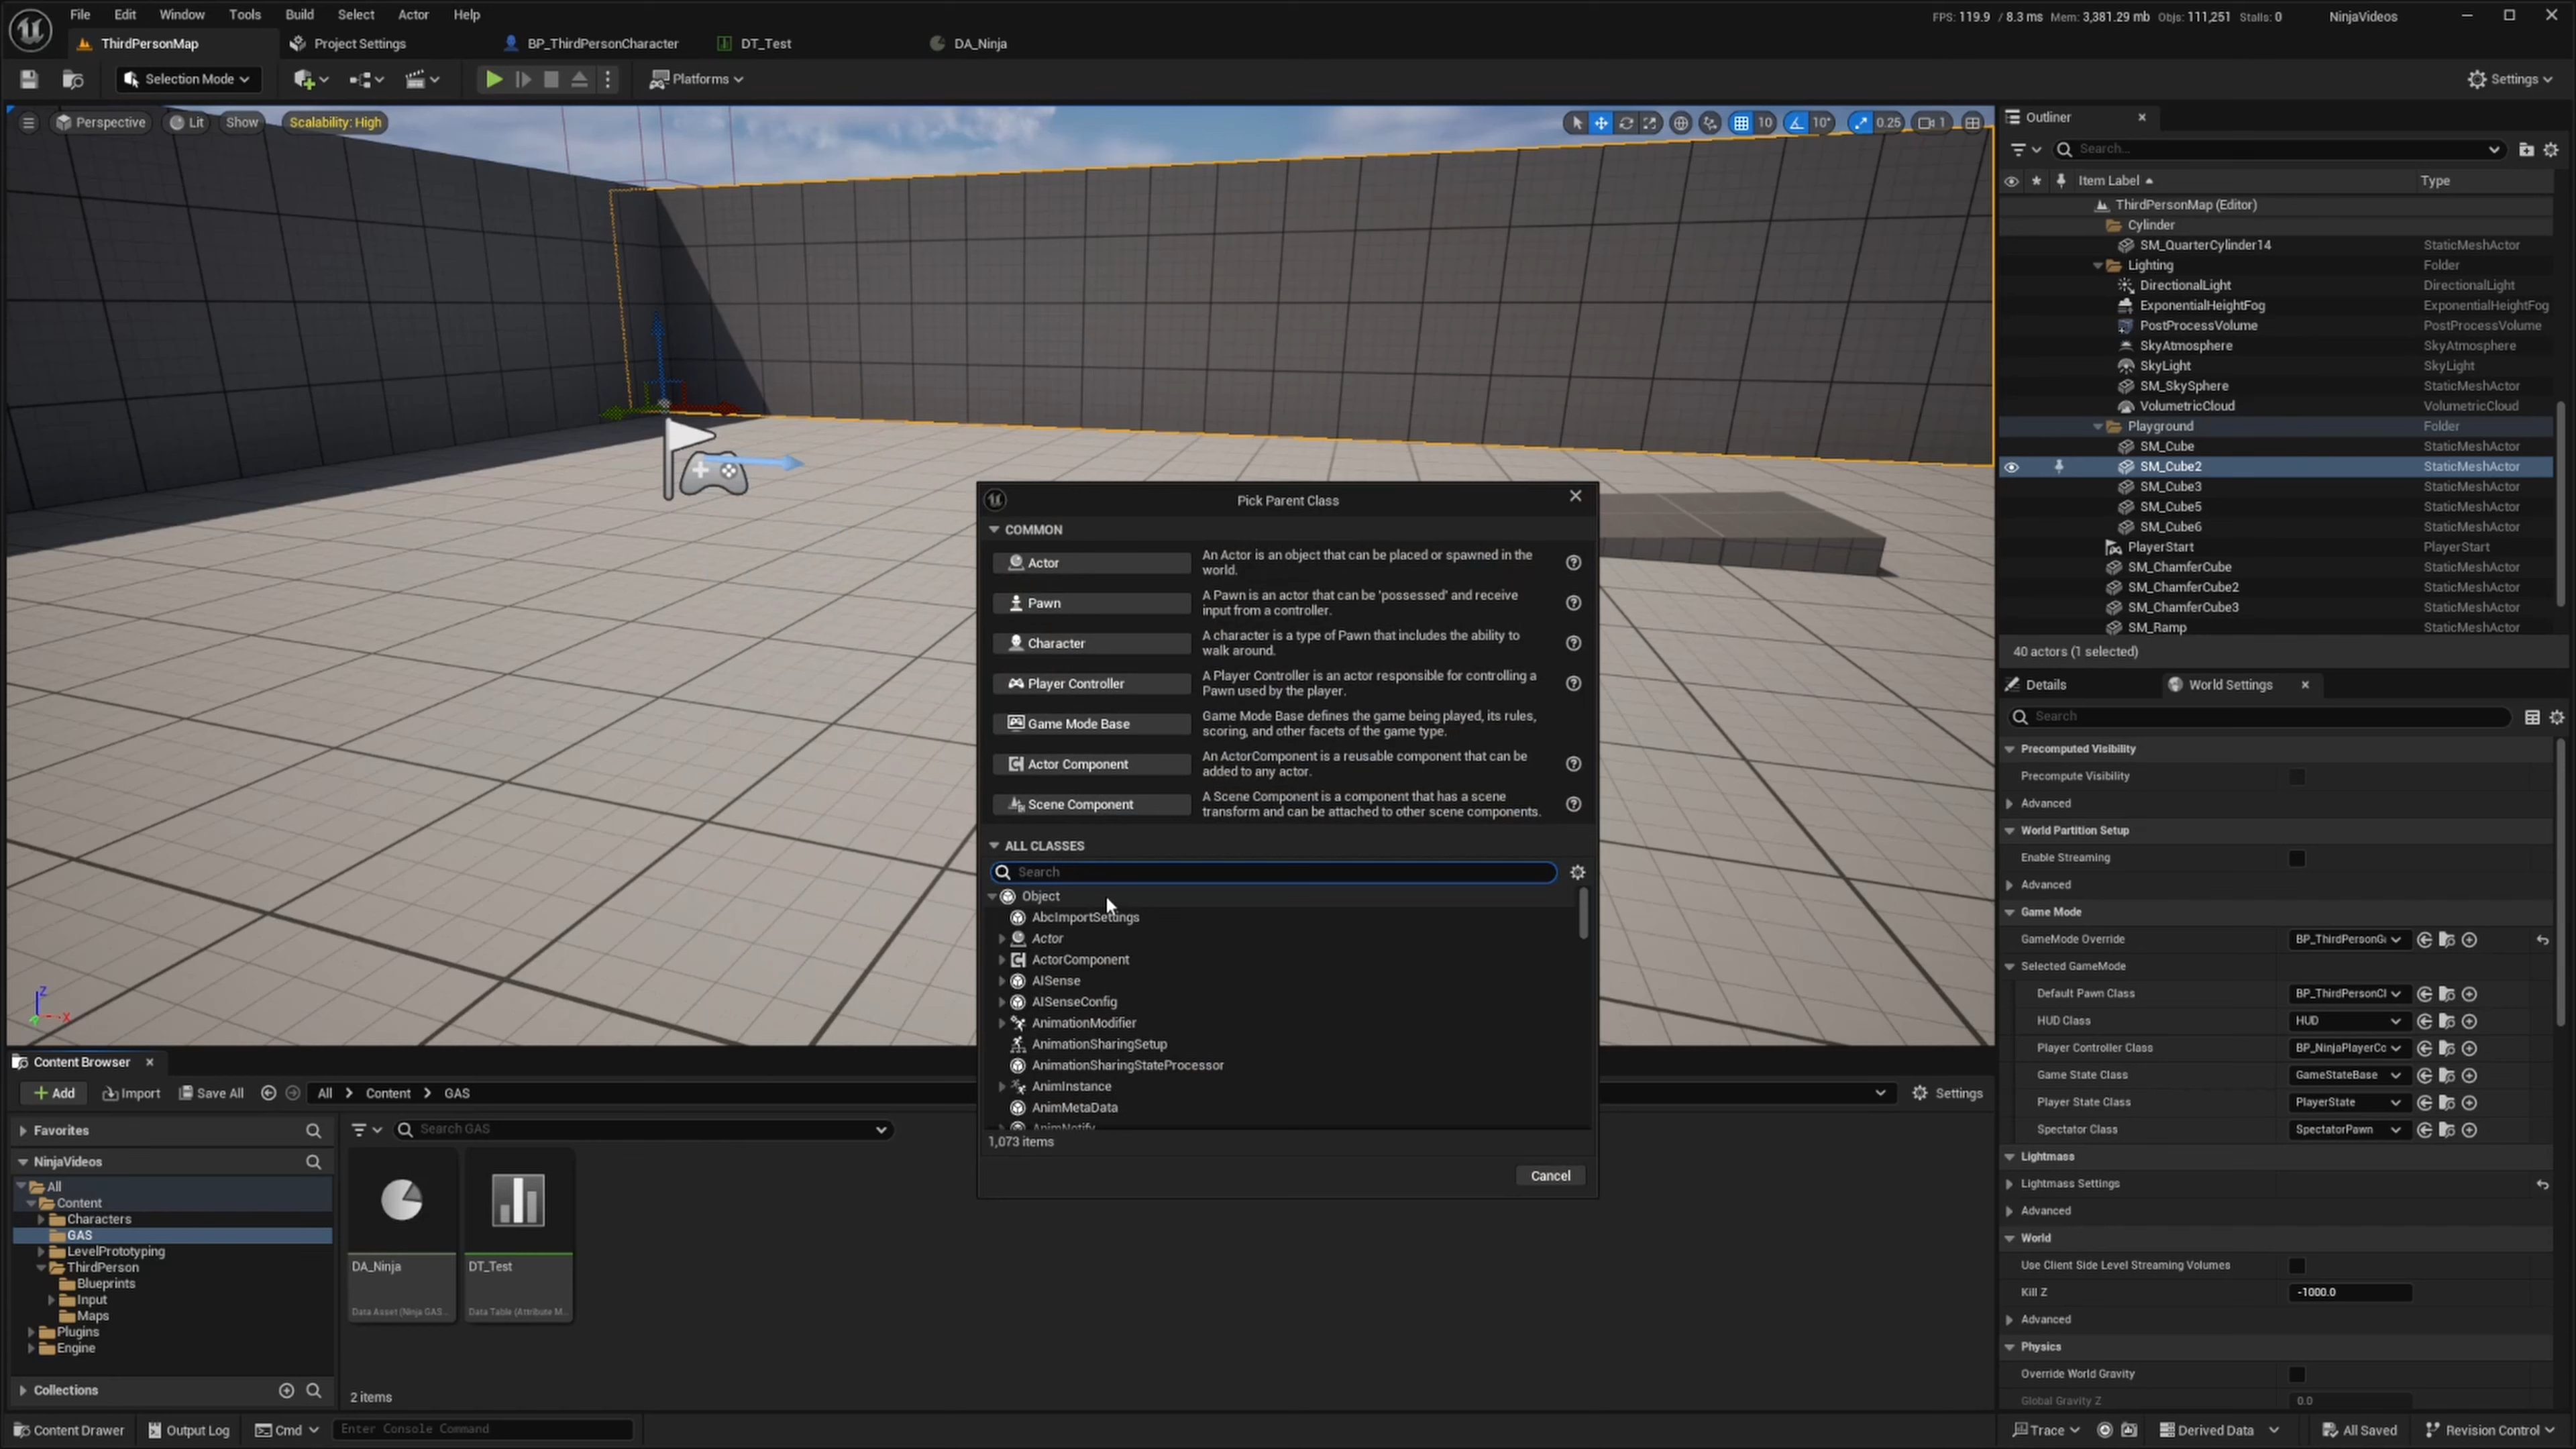 File Edit Window Tools Build Select Actor Help
FPS: 119.9 / 8.3 ms Mem: 3,381.29 mb Objs: 111,251 Stalls: 0 NinjaVideos
ThirdPersonMap Project Settings BP_ThirdPersonCharacter DT_Test DA_Ninja
Selection Mode Platforms Settings
Perspective Lit Show Scalability: High 10 10° 0.25 1
Outliner
Search...
Item Label Type
ThirdPersonMap (Editor)
Cylinder
SM_QuarterCylinder14 StaticMeshActor
Lighting Folder
DirectionalLight DirectionalLight
ExponentialHeightFog ExponentialHeightFog
PostProcessVolume PostProcessVolume
SkyAtmosphere SkyAtmosphere
SkyLight SkyLight
SM_SkySphere StaticMeshActor
VolumetricCloud VolumetricCloud
Playground Folder
SM_Cube StaticMeshActor
SM_Cube2 StaticMeshActor
SM_Cube3 StaticMeshActor
SM_Cube5 StaticMeshActor
SM_Cube6 StaticMeshActor
PlayerStart PlayerStart
SM_ChamferCube StaticMeshActor
SM_ChamferCube2 StaticMeshActor
SM_ChamferCube3 StaticMeshActor
SM_Ramp StaticMeshActor
40 actors (1 selected)
Pick Parent Class
COMMON
Actor
An Actor is an object that can be placed or spawned in the
world.
Pawn
A Pawn is an actor that can be 'possessed' and receive
input from a controller.
Character
A character is a type of Pawn that includes the ability to
walk around.
Player Controller
A Player Controller is an actor responsible for controlling a
Pawn used by the player.
Game Mode Base
Game Mode Base defines the game being played, its rules,
scoring, and other facets of the game type.
Actor Component
An ActorComponent is a reusable component that can be
added to any actor.
Scene Component
A Scene Component is a component that has a scene
transform and can be attached to other scene components.
ALL CLASSES
Search
Object
AbcImportSettings
Actor
ActorComponent
AISense
AISenseConfig
AnimationModifier
AnimationSharingSetup
AnimationSharingStateProcessor
AnimInstance
AnimMetaData
AnimNotify
1,073 items
Cancel
Details World Settings
Search
Precomputed Visibility
Precompute Visibility
Advanced
World Partition Setup
Enable Streaming
Advanced
Game Mode
GameMode Override BP_ThirdPersonGa
Selected GameMode
Default Pawn Class BP_ThirdPersonCl
HUD Class HUD
Player Controller Class BP_NinjaPlayerCc
Game State Class GameStateBase
Player State Class PlayerState
Spectator Class SpectatorPawn
Lightmass
Lightmass Settings
Advanced
World
Use Client Side Level Streaming Volumes
Kill Z -1000.0
Advanced
Physics
Override World Gravity
Global Gravity Z 0.0
Z
X
Content Browser
Add Import Save All All Content GAS Settings
Favorites Search GAS
NinjaVideos
All
Content
Characters
GAS
LevelPrototyping
ThirdPerson
Blueprints
Input
Maps
Plugins
Engine
Collections
DA_Ninja DT_Test
Data Asset (Ninja GAS... Data Table (Attribute M...
2 items
Content Drawer Output Log Cmd Enter Console Command Trace Derived Data All Saved Revision Control